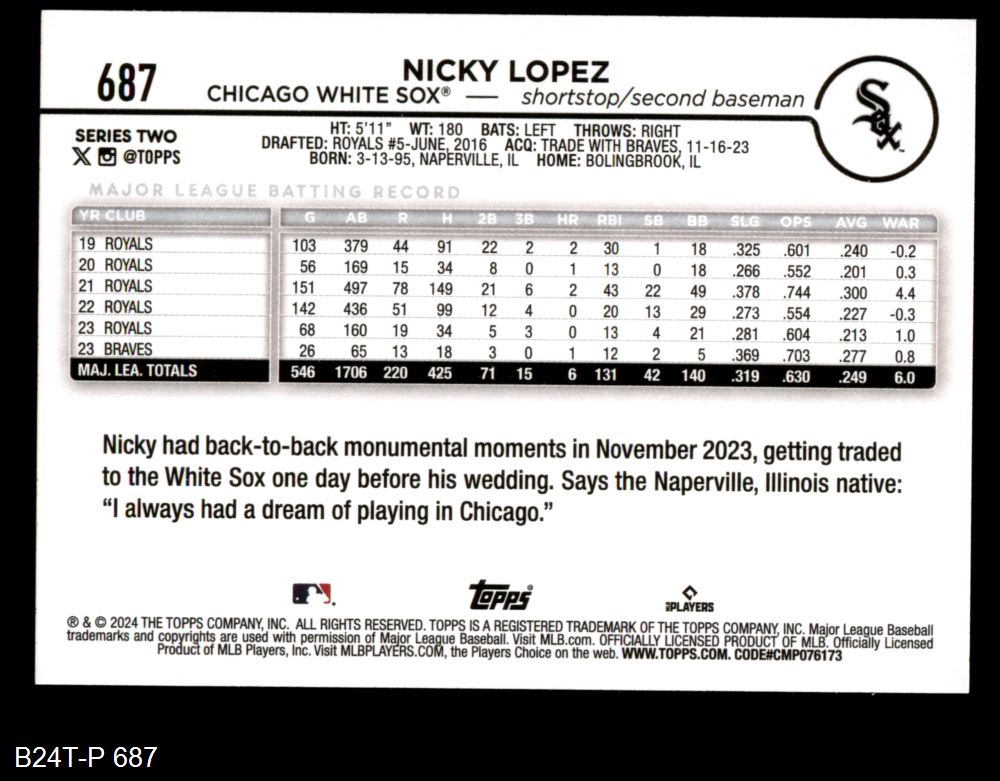 687
NICKY LOPEZ
CHICAGO WHITE SOX® — shortstop/second baseman
Sox™
SERIES TWO
X @TOPPS
HT: 5'11" WT: 180 BATS: LEFT THROWS: RIGHT
DRAFTED: ROYALS #5-JUNE, 2016 ACQ: TRADE WITH BRAVES, 11-16-23
BORN: 3-13-95, NAPERVILLE, IL HOME: BOLINGBROOK, IL
MAJOR LEAGUE BATTING RECORD
YR CLUB G AB R H 2B 3B HR RBI SB BB SLG OPS AVG WAR
19 ROYALS 103 379 44 91 22 2 2 30 1 18 .325 .601 .240 -0.2
20 ROYALS 56 169 15 34 8 0 1 13 0 18 .266 .552 .201 0.3
21 ROYALS 151 497 78 149 21 6 2 43 22 49 .378 .744 .300 4.4
22 ROYALS 142 436 51 99 12 4 0 20 13 29 .273 .554 .227 -0.3
23 ROYALS 68 160 19 34 5 3 0 13 4 21 .281 .604 .213 1.0
23 BRAVES 26 65 13 18 3 0 1 12 2 5 .369 .703 .277 0.8
MAJ. LEA. TOTALS 546 1706 220 425 71 15 6 131 42 140 .319 .630 .249 6.0
Nicky had back-to-back monumental moments in November 2023, getting traded
to the White Sox one day before his wedding. Says the Naperville, Illinois native:
“I always had a dream of playing in Chicago.”
Topps®
MLBPLAYERS
® & © 2024 THE TOPPS COMPANY, INC. ALL RIGHTS RESERVED. TOPPS IS A REGISTERED TRADEMARK OF THE TOPPS COMPANY, INC. Major League Baseball
trademarks and copyrights are used with permission of Major League Baseball. Visit MLB.com. OFFICIALLY LICENSED PRODUCT OF MLB. Officially Licensed
Product of MLB Players, Inc. Visit MLBPLAYERS.COM, the Players Choice on the web. WWW.TOPPS.COM. CODE#CMP076173
B24T-P 687